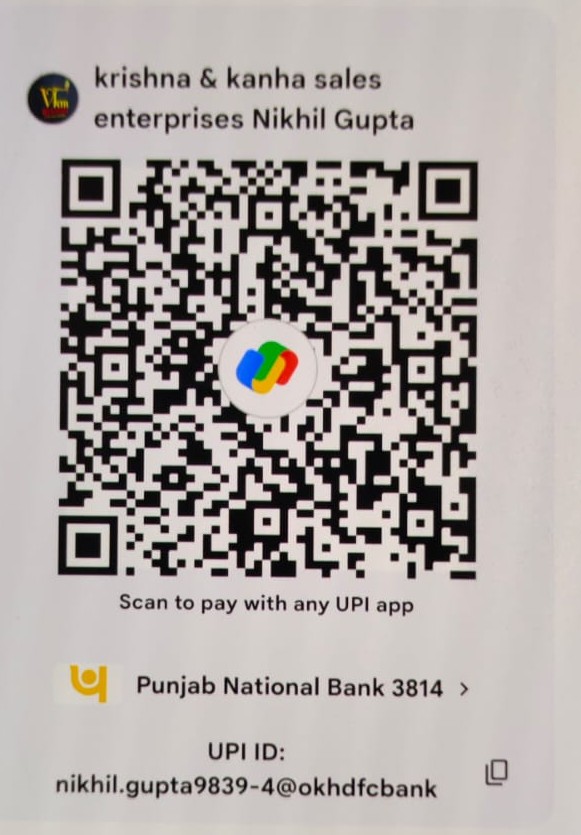 krishna & kanha sales
enterprises Nikhil Gupta
Scan to pay with any UPI app
Punjab National Bank 3814
UPI ID:
nikhil.gupta9839-4@okhdfcbank